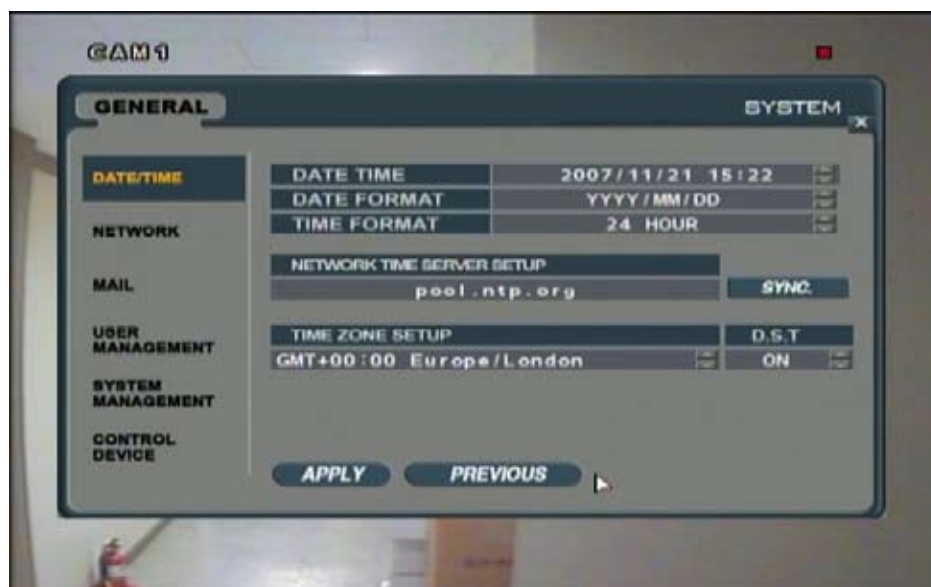 CAM 1
GENERAL
SYSTEM
DATE/TIME
NETWORK
MAIL
USER
MANAGEMENT
SYSTEM
MANAGEMENT
CONTROL
DEVICE
DATE TIME 2007/11/21 15:22
DATE FORMAT YYYY/MM/DD
TIME FORMAT 24 HOUR
NETWORK TIME SERVER SETUP
pool.ntp.org SYNC.
TIME ZONE SETUP D.S.T
GMT+00:00 Europe/London ON
APPLY PREVIOUS